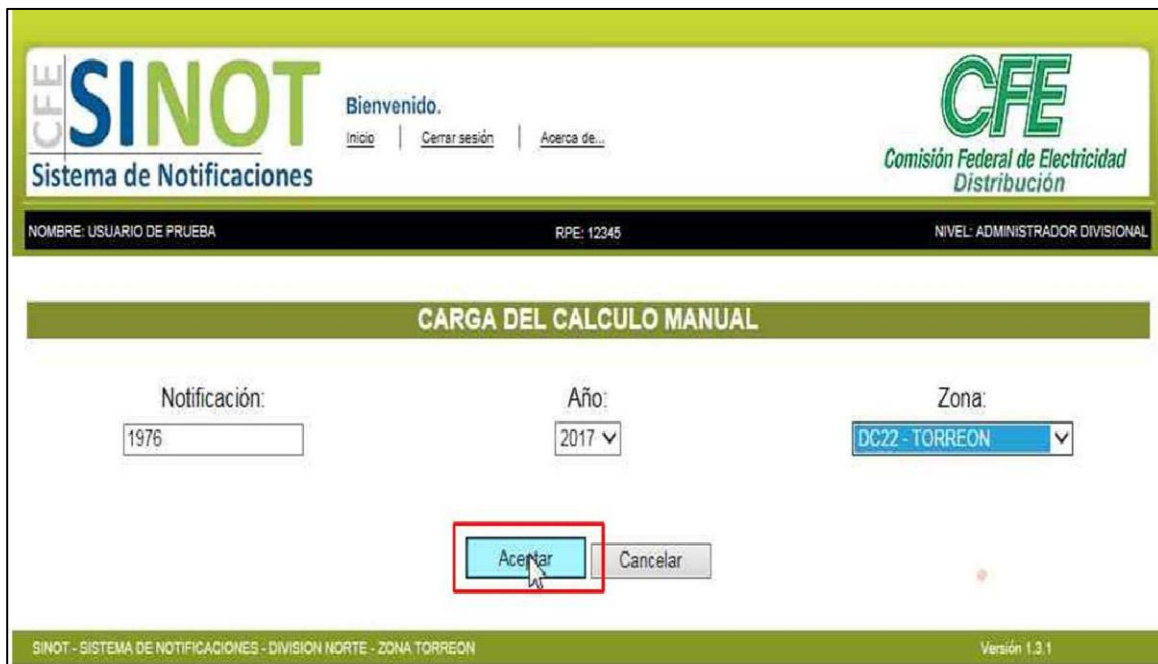 CFE SINOT
Sistema de Notificaciones
Bienvenido.
Inicio | Cerrar sesión | Acerca de...
CFE
Comisión Federal de Electricidad
Distribución
NOMBRE: USUARIO DE PRUEBA RPE: 12345 NIVEL: ADMINISTRADOR DIVISIONAL
CARGA DEL CALCULO MANUAL
Notificación: Año: Zona:
1976 2017 DC22 - TORREON
Aceptar Cancelar
SINOT - SISTEMA DE NOTIFICACIONES - DIVISION NORTE - ZONA TORREON Versión 1.3.1